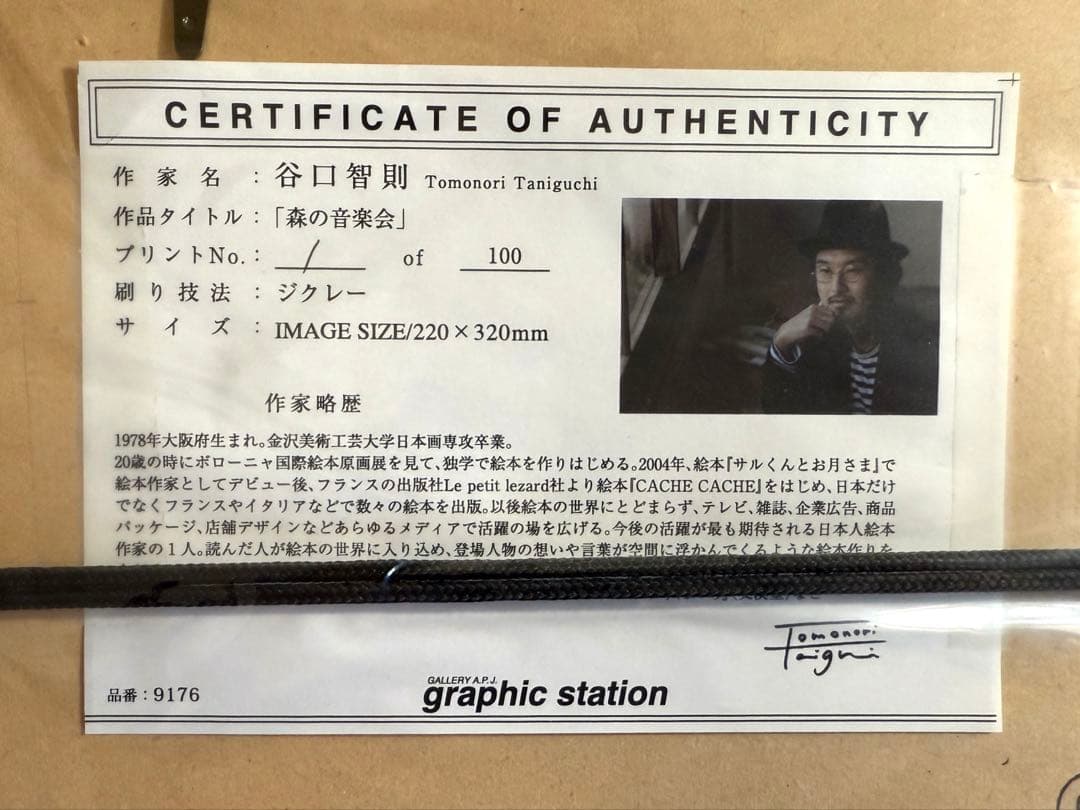 CERTIFICATE OF AUTHENTICITY
作家名：谷口智則 Tomonori Taniguchi
作品タイトル：「森の音楽会」
プリントNo.： / of 100
刷り技法：ジクレー
サイズ：IMAGE SIZE/220×320mm
作家略歴
1978年大阪府生まれ。金沢美術工芸大学日本画専攻卒業。
20歳の時にボローニャ国際絵本原画展を見て、独学で絵本を作りはじめる。2004年、絵本『サルくんとお月さま』で
絵本作家としてデビュー後、フランスの出版社Le petit lezard社より絵本『CACHE CACHE』をはじめ、日本だけ
でなくフランスやイタリアなどで数々の絵本を出版。以後絵本の世界にとどまらず、テレビ、雑誌、企業広告、商品
パッケージ、店舗デザインなどあらゆるメディアで活躍の場を広げる。今後の活躍が最も期待される日本人絵本
作家の1人。読んだ人が絵本の世界に入り込め、登場人物の想いや言葉が空間に浮かんでくるような絵本作りを
Tomonori
Taniguchi
品番：9176
GALLERY A.P.J.
graphic station